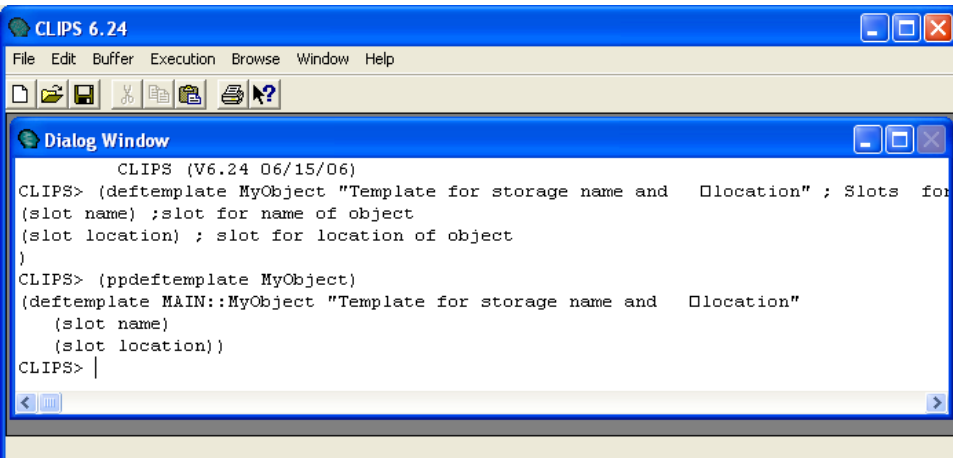 CLIPS 6.24
File Edit Buffer Execution Browse Window Help
Dialog Window
CLIPS (V6.24 06/15/06)
CLIPS> (deftemplate MyObject "Template for storage name and   □location" ; Slots  for
(slot name) ;slot for name of object
(slot location) ; slot for location of object
)
CLIPS> (ppdeftemplate MyObject)
(deftemplate MAIN::MyObject "Template for storage name and   □location"
   (slot name)
   (slot location))
CLIPS>